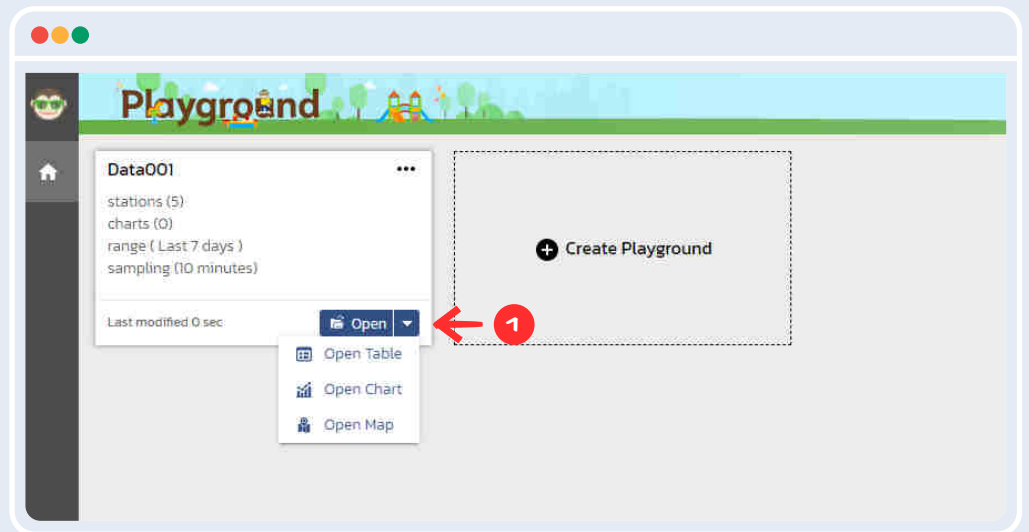 Playground
Data001
stations (5)
charts (0)
range ( Last 7 days )
sampling (10 minutes)
Create Playground
Last modified 0 sec
Open
1
Open Table
Open Chart
Open Map